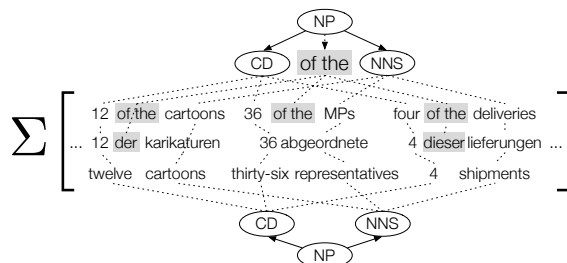 NP
CD of the NNS
12 of the cartoons 36 of the MPs four of the deliveries
∑ [ ... 12 der karikaturen 36 abgeordnete 4 dieser lieferungen ... ]
twelve cartoons thirty-six representatives 4 shipments
CD NNS
NP